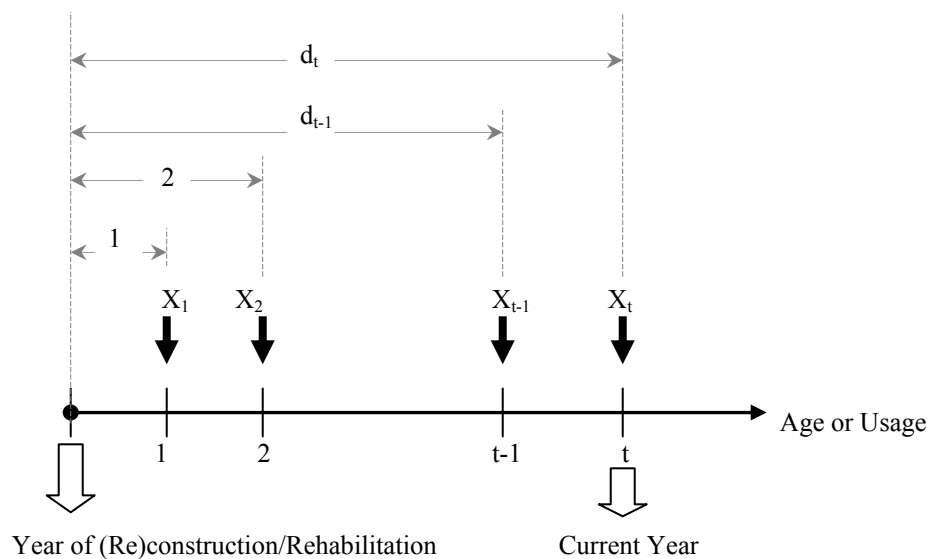 dₜ
dₜ₋₁
2
1
X₁ X₂ Xₜ₋₁ Xₜ
Age or Usage
1 2 t-1 t
Year of (Re)construction/Rehabilitation Current Year